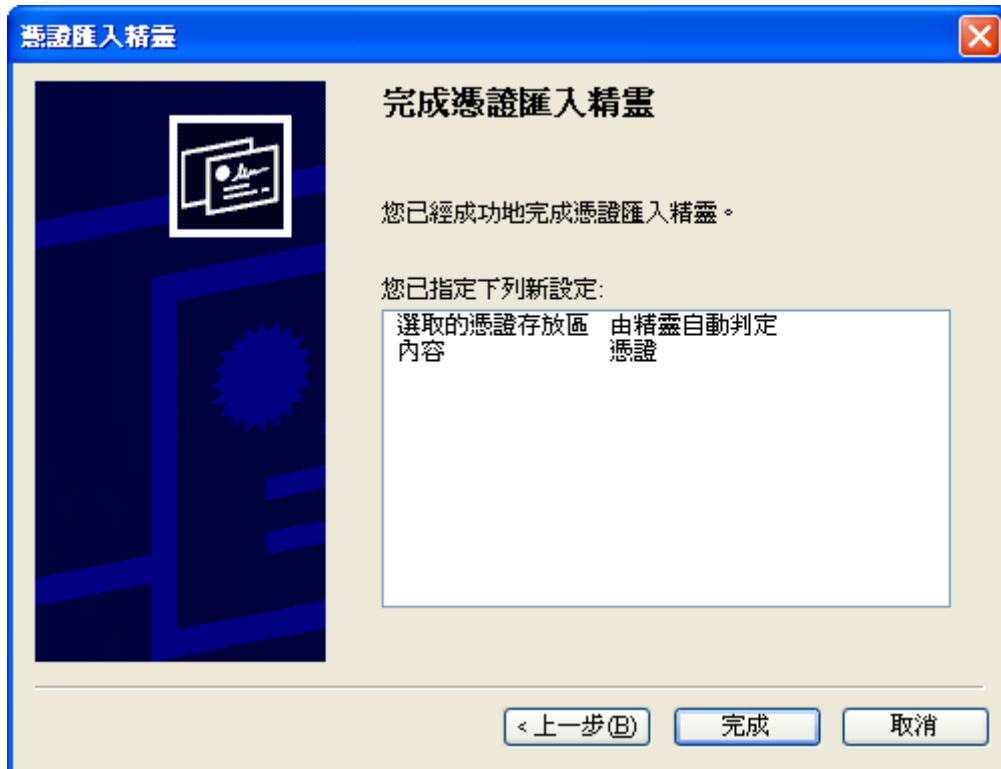 憑證匯入精靈
完成憑證匯入精靈
您已經成功地完成憑證匯入精靈。
您已指定下列新設定:
選取的憑證存放區 由精靈自動判定
內容 憑證
<上一步(B) 完成 取消